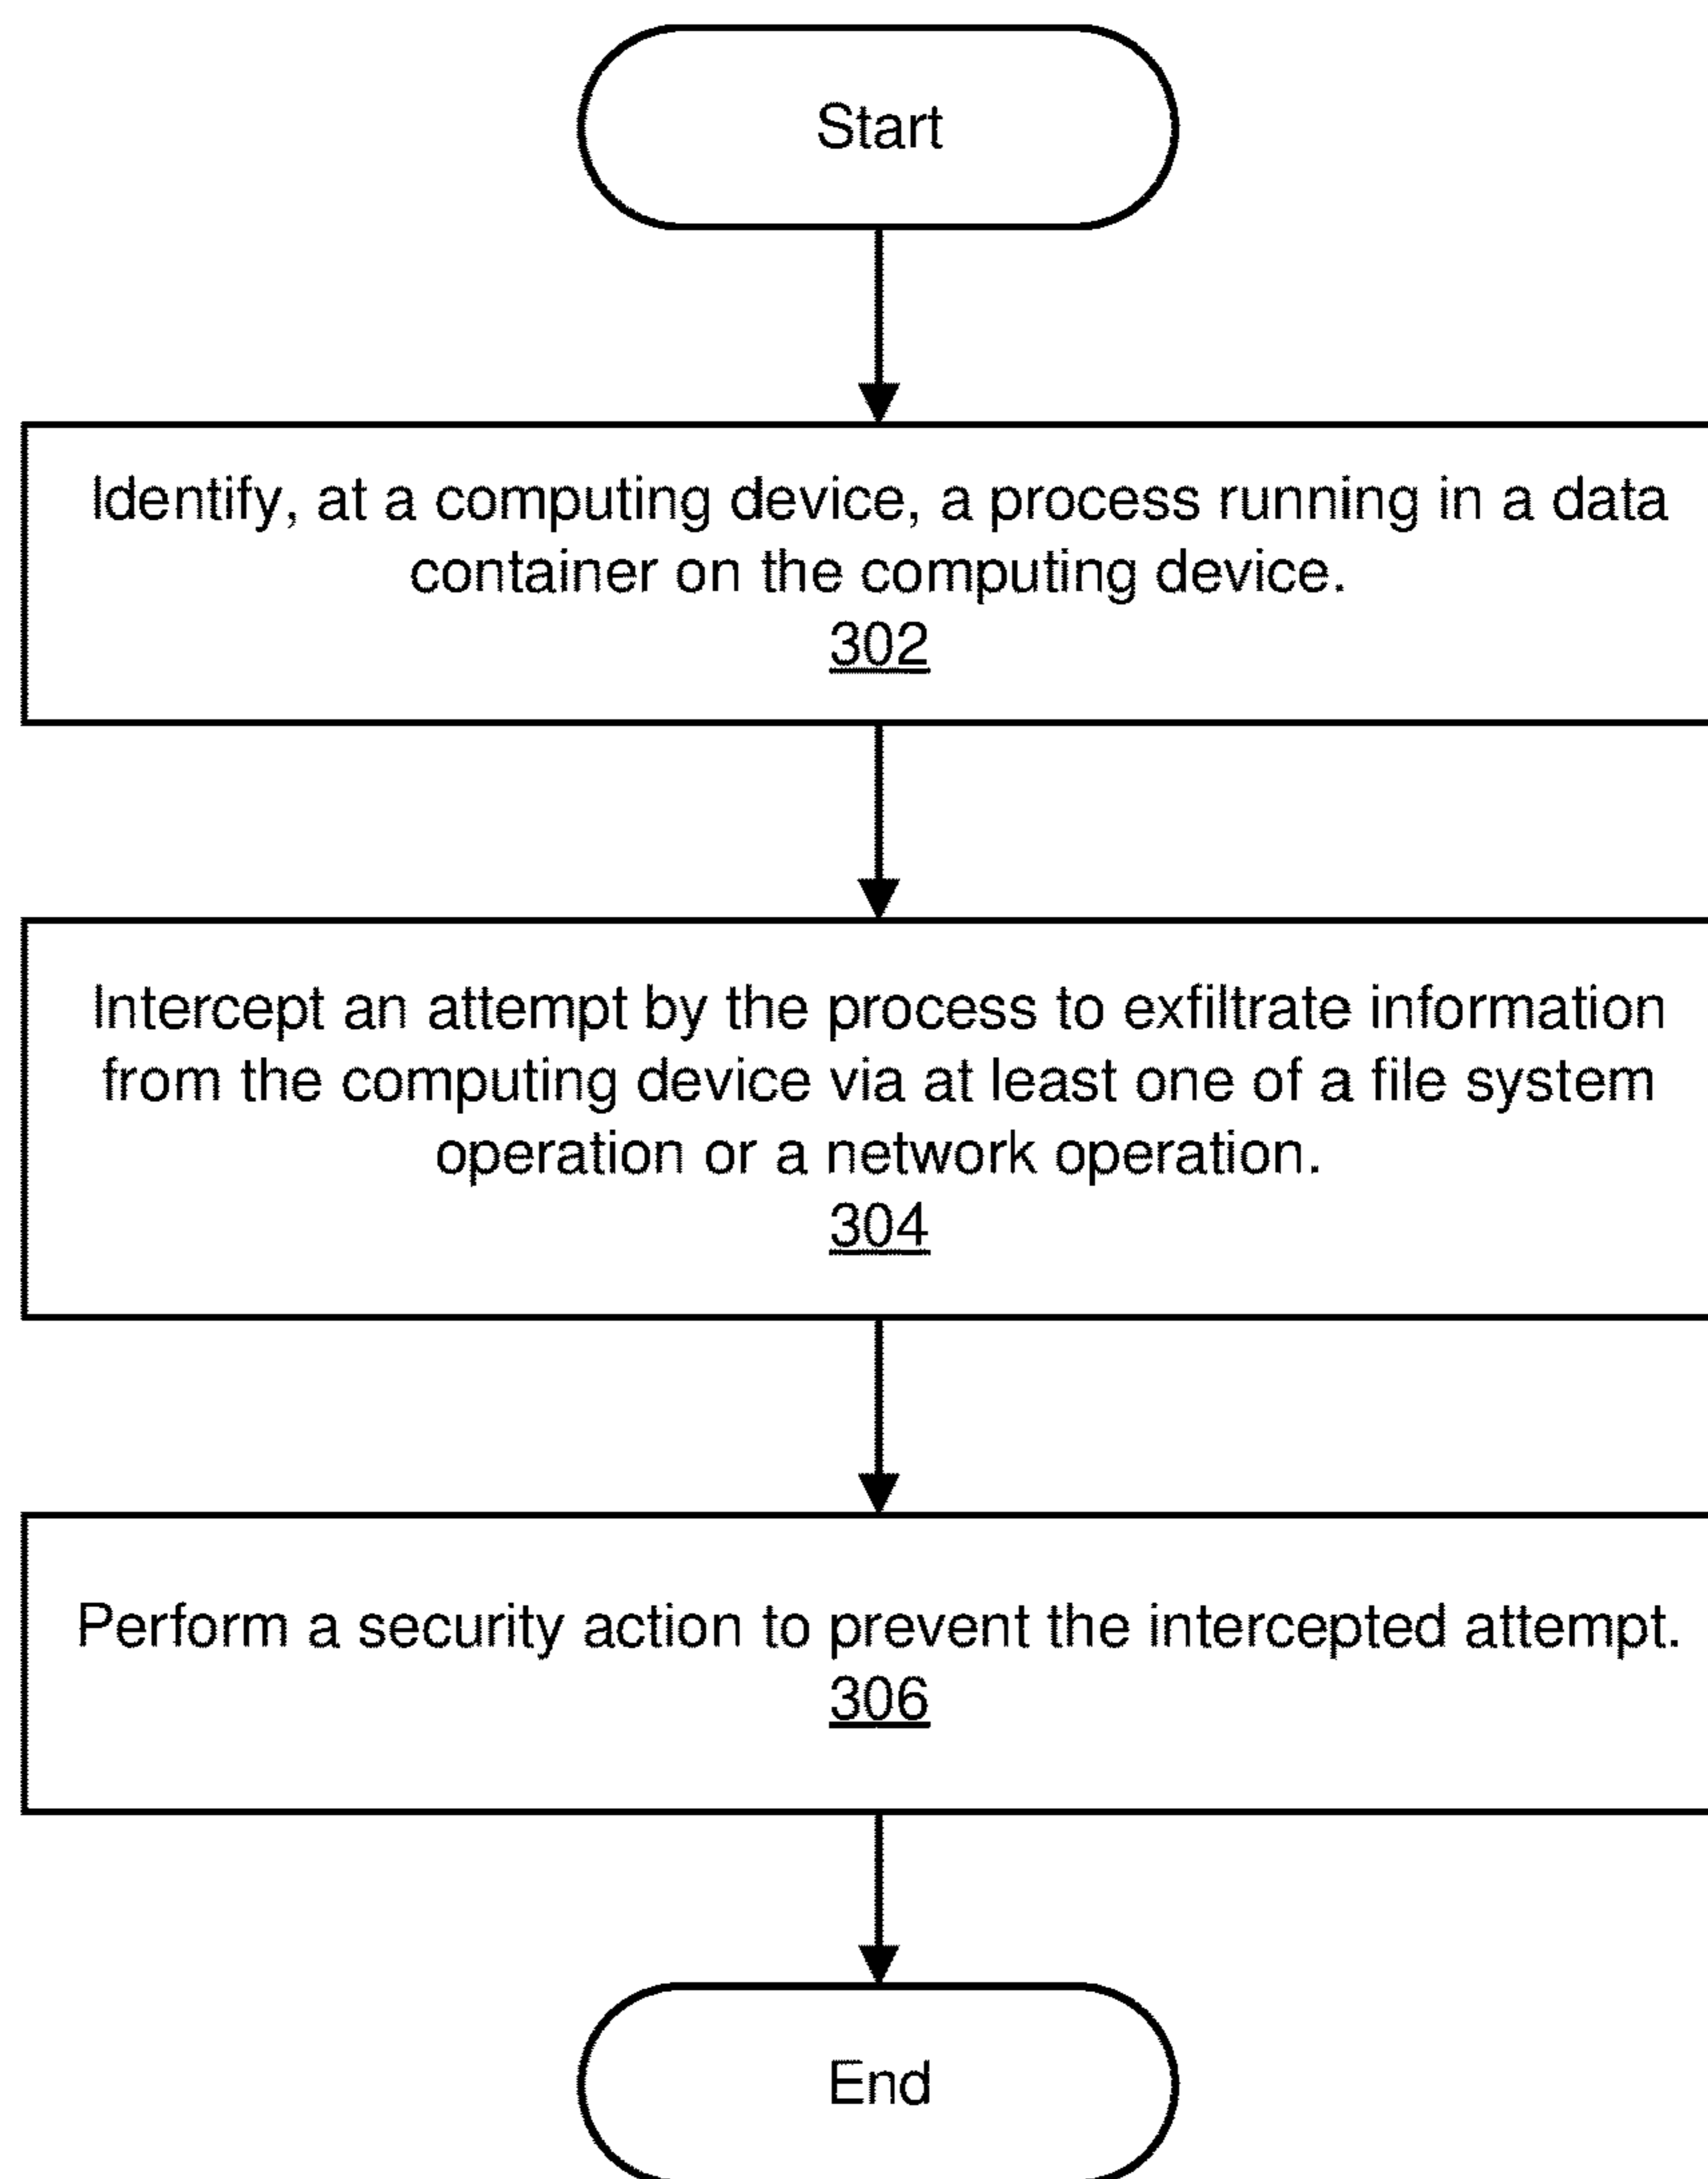 Start
Identify, at a computing device, a process running in a data
container on the computing device.
302
Intercept an attempt by the process to exfiltrate information
from the computing device via at least one of a file system
operation or a network operation.
304
Perform a security action to prevent the intercepted attempt.
306
End